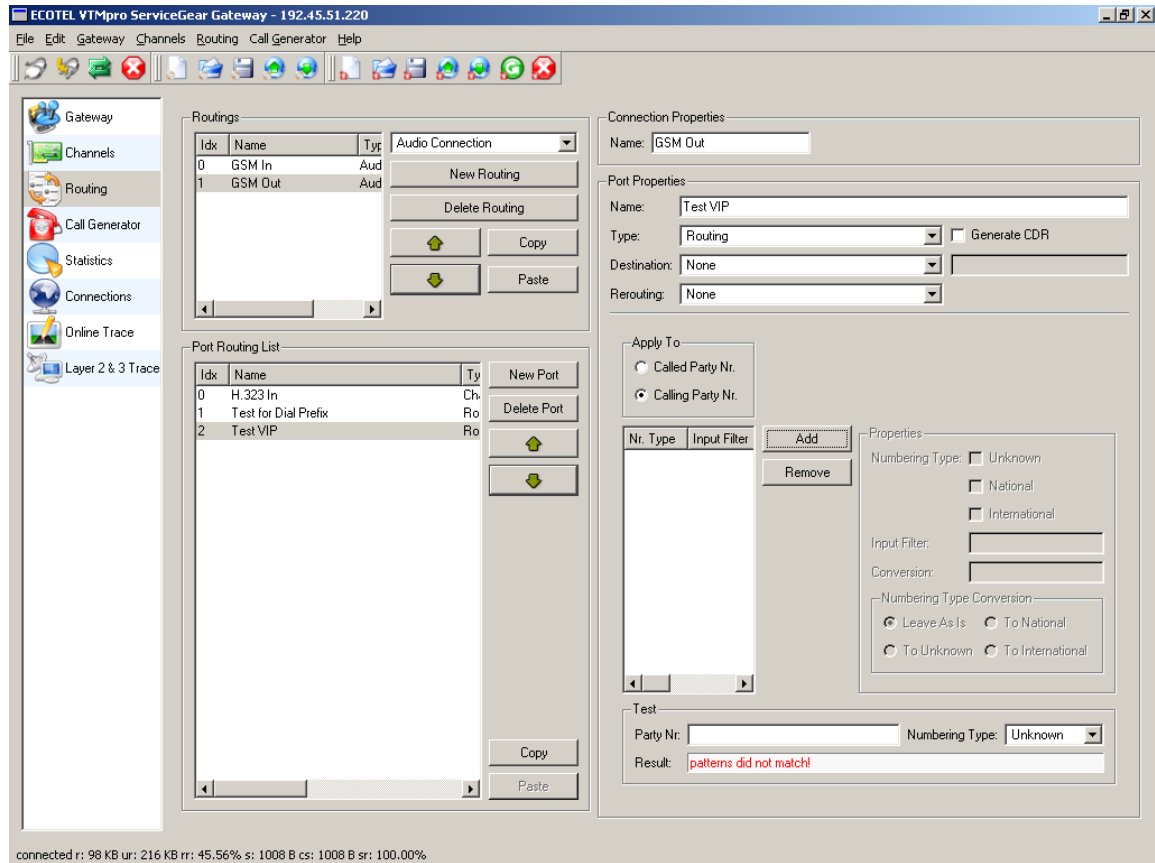 ECOTEL VTMpro ServiceGear Gateway - 192.45.51.220
File Edit Gateway Channels Routing Call Generator Help
Gateway
Channels
Routing
Call Generator
Statistics
Connections
Online Trace
Layer 2 & 3 Trace
Routings
Idx Name Typ
0 GSM In Aud
1 GSM Out Aud
Audio Connection
New Routing
Delete Routing
Copy
Paste
Port Routing List
Idx Name Ty
0 H.323 In Cha
1 Test for Dial Prefix Ro
2 Test VIP Ro
New Port
Delete Port
Copy
Paste
Connection Properties
Name: GSM Out
Port Properties
Name: Test VIP
Type: Routing Generate CDR
Destination: None
Rerouting: None
Apply To
Called Party Nr.
Calling Party Nr.
Nr. Type Input Filter
Add
Remove
Properties
Numbering Type: Unknown
National
International
Input Filter:
Conversion:
Numbering Type Conversion
Leave As Is To National
To Unknown To International
Test
Party Nr: Numbering Type: Unknown
Result: patterns did not match!
connected r: 98 KB ur: 216 KB rr: 45.56% s: 1008 B cs: 1008 B sr: 100.00%